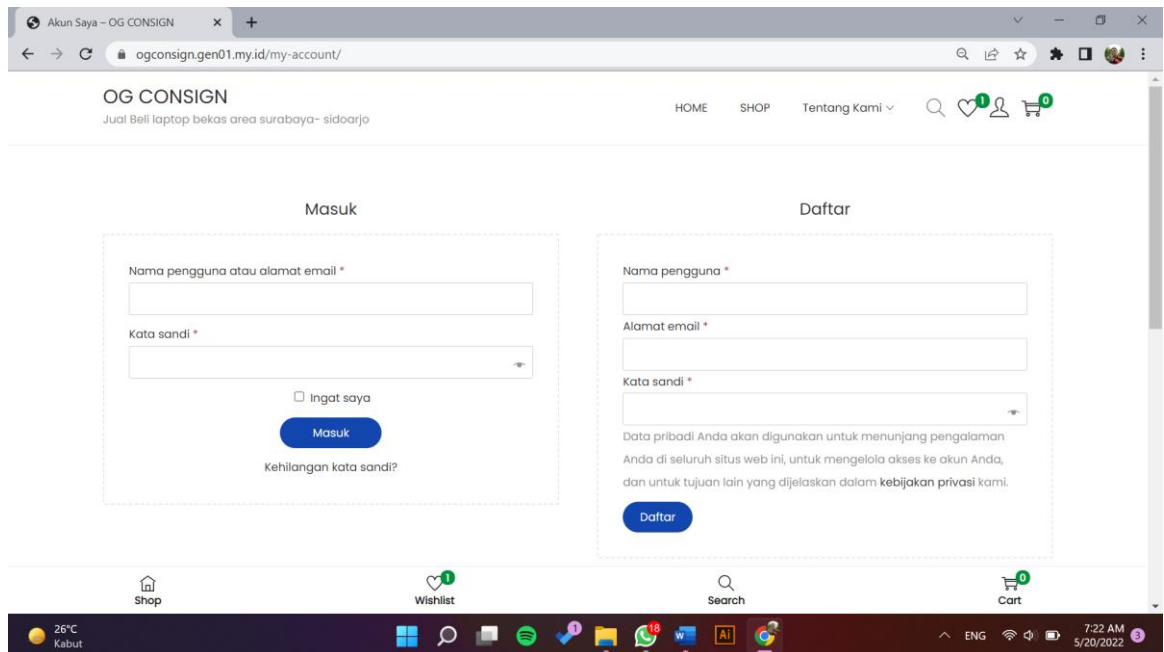 Akun Saya – OG CONSIGN
ogconsign.gen01.my.id/my-account/
OG CONSIGN
Jual Beli laptop bekas area surabaya- sidoarjo
HOME SHOP Tentang Kami 1 0
Masuk
Nama pengguna atau alamat email *
Kata sandi *
Ingat saya
Masuk
Kehilangan kata sandi?
Daftar
Nama pengguna *
Alamat email *
Kata sandi *
Data pribadi Anda akan digunakan untuk menunjang pengalaman
Anda di seluruh situs web ini, untuk mengelola akses ke akun Anda,
dan untuk tujuan lain yang dijelaskan dalam kebijakan privasi kami.
Daftar
Shop
1
Wishlist
Search
0
Cart
26°C
Kabut
1
18
W
Ai
ENG
7:22 AM
5/20/2022
3